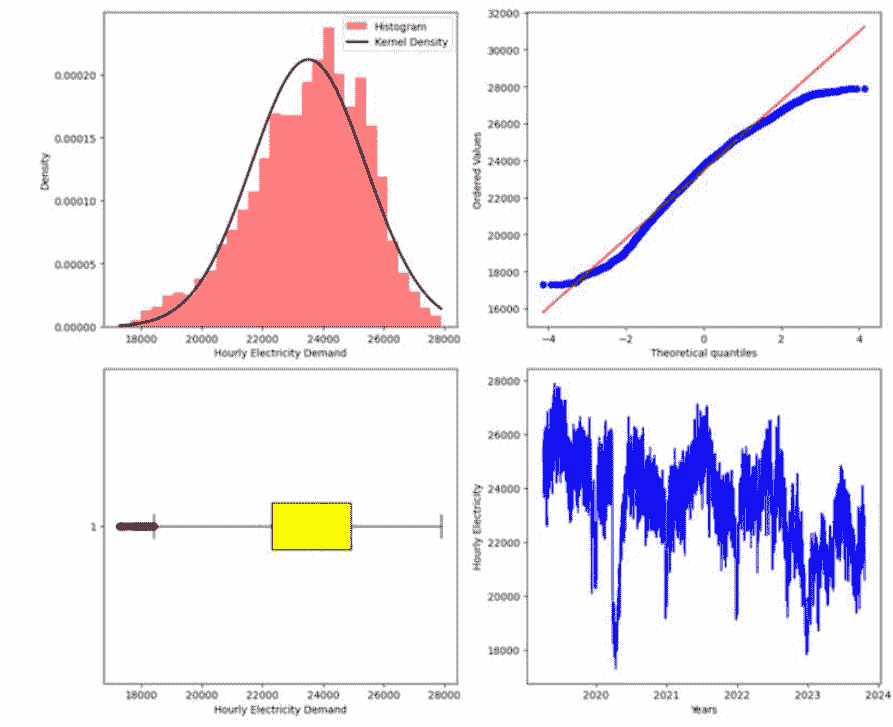 Histogram
Kernel Density
0.00020
0.00015
0.00010
0.00005
0.00000
Density
18000 20000 22000 24000 26000 28000
Hourly Electricity Demand
32000
30000
28000
26000
24000
22000
20000
18000
16000
Ordered Values
−4 −2 0 2 4
Theoretical quantiles
1
18000 20000 22000 24000 26000 28000
Hourly Electricity Demand
28000
26000
24000
22000
20000
18000
Hourly Electricity
2020 2021 2022 2023 2024
Years